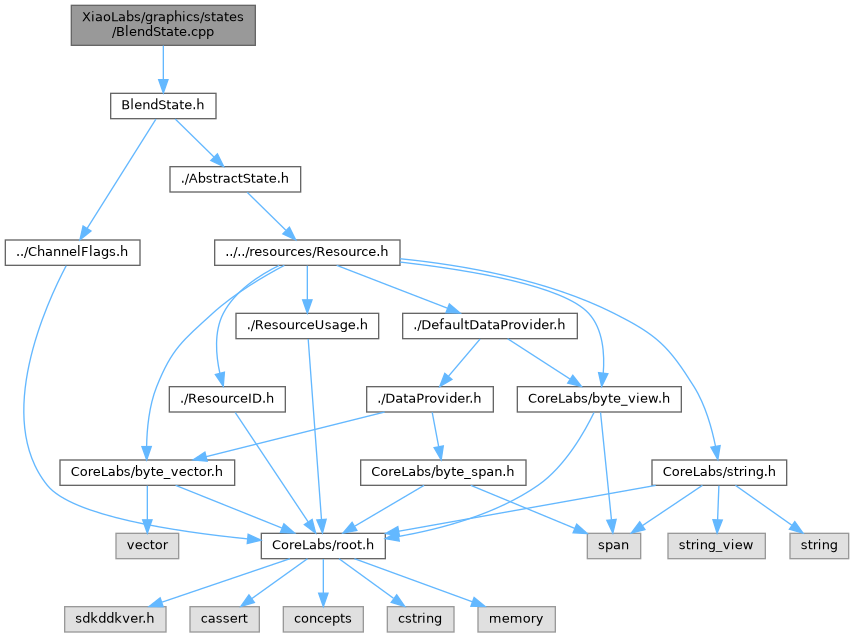 XiaoLabs/graphics/states
/BlendState.cpp
BlendState.h
./AbstractState.h
../ChannelFlags.h
../../resources/Resource.h
./ResourceUsage.h
./DefaultDataProvider.h
./ResourceID.h
./DataProvider.h
CoreLabs/byte_view.h
CoreLabs/byte_vector.h
CoreLabs/byte_span.h
CoreLabs/string.h
vector
CoreLabs/root.h
span
string_view
string
sdkddkver.h
cassert
concepts
cstring
memory